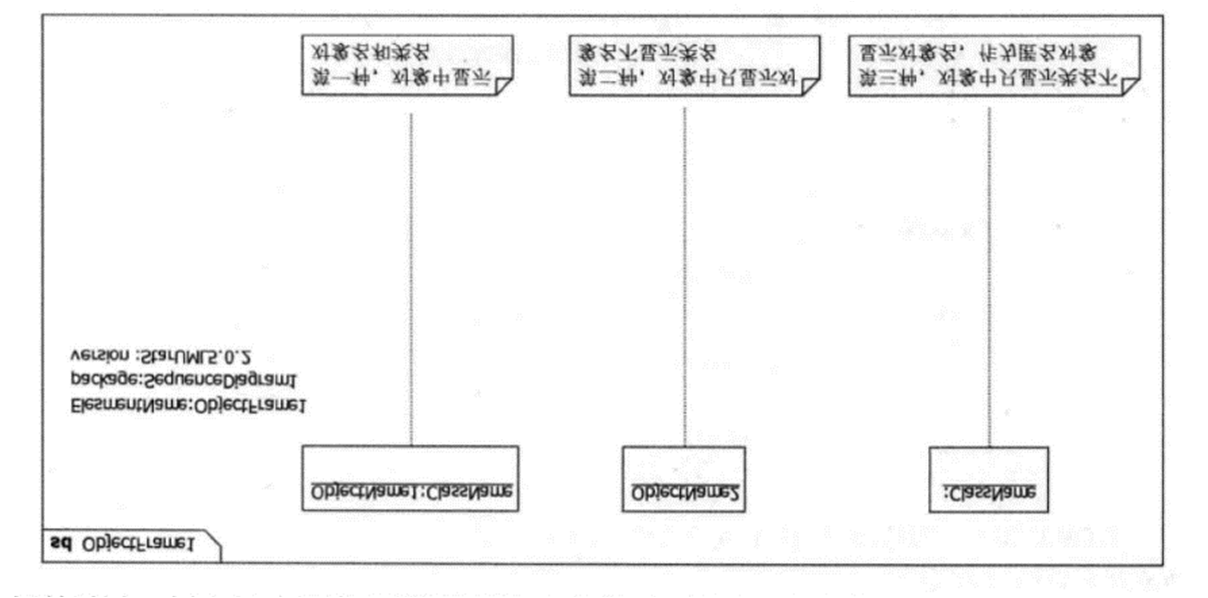 sd ObjectFrame1
ObjectName1:ClassName
ObjectName2
:ClassName
ElesmentName:ObjectFrame1
package:SequenceDiagram1
version :StarUML5.0.2
第一种，对象中显示
对象名和类名
第二种，对象中只显示对
象名不显示类名
第三种，对象中只显示类名不
显示对象名，作为匿名对象